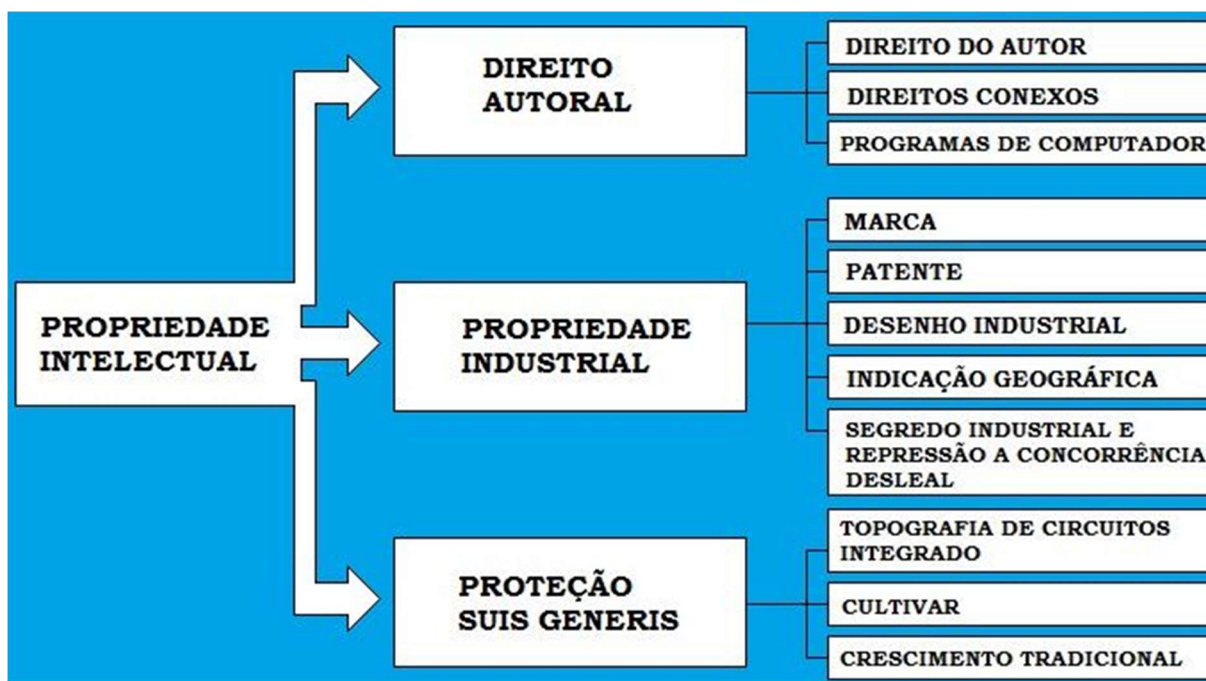 PROPRIEDADE
INTELECTUAL
DIREITO
AUTORAL
DIREITO DO AUTOR
DIREITOS CONEXOS
PROGRAMAS DE COMPUTADOR
PROPRIEDADE
INDUSTRIAL
MARCA
PATENTE
DESENHO INDUSTRIAL
INDICAÇÃO GEOGRÁFICA
SEGREDO INDUSTRIAL E
REPRESSÃO A CONCORRÊNCIA
DESLEAL
PROTEÇÃO
SUIS GENERIS
TOPOGRAFIA DE CIRCUITOS
INTEGRADO
CULTIVAR
CRESCIMENTO TRADICIONAL